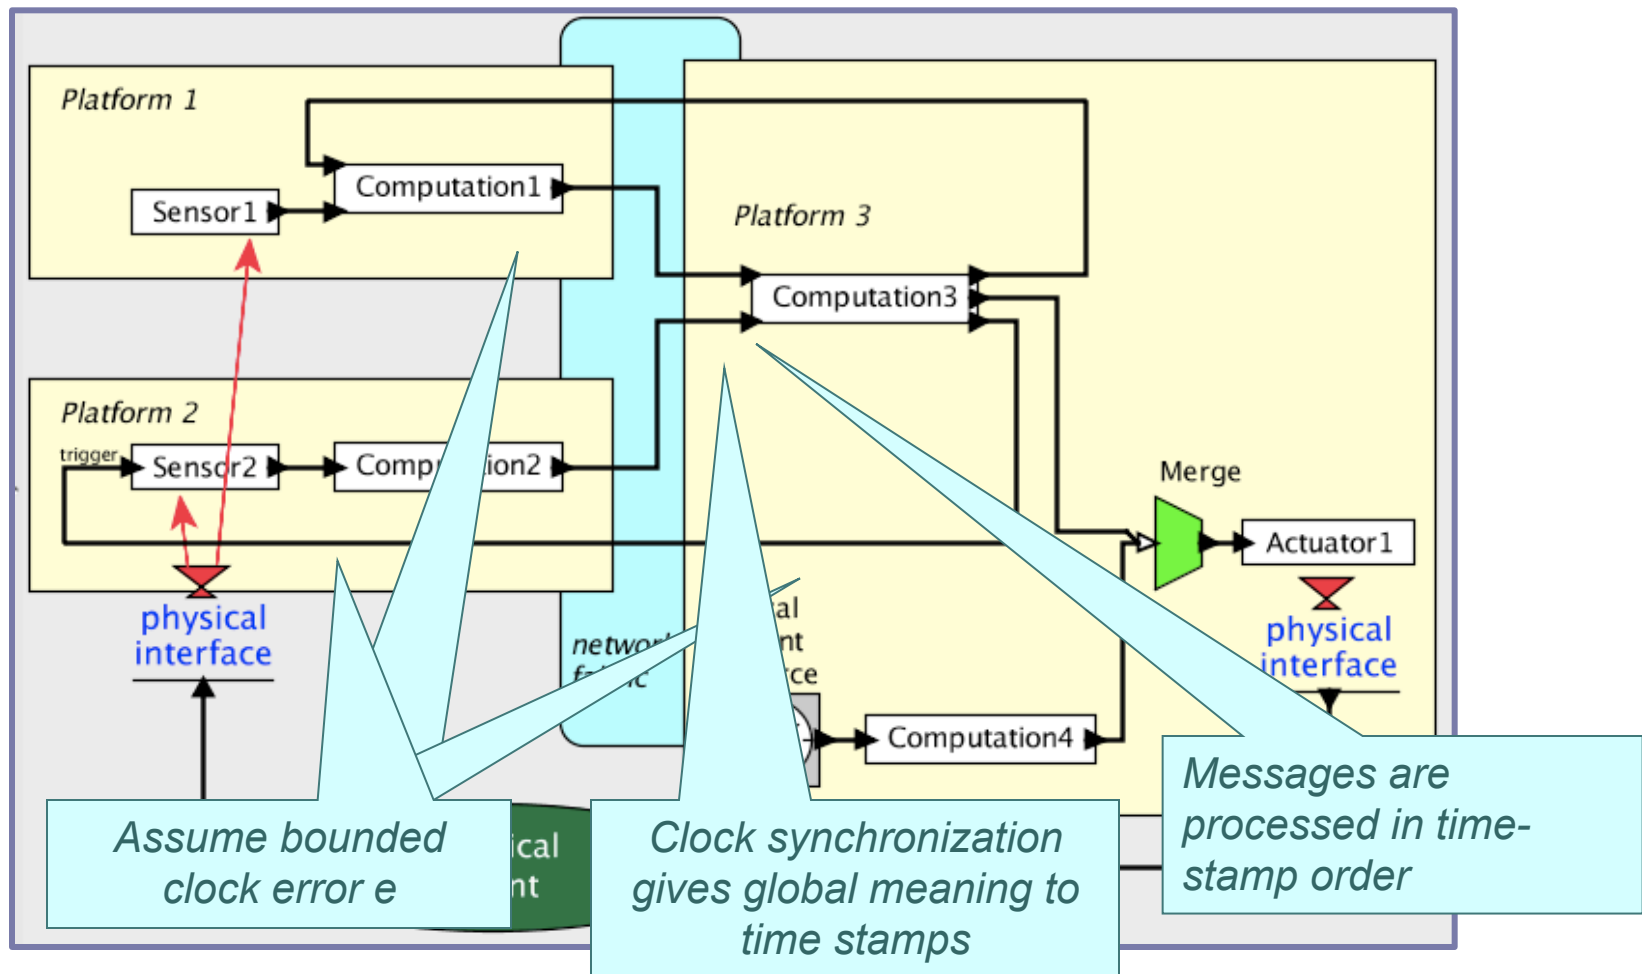 Platform 1
Computation1
Sensor1
Platform 3
Computation3
Platform 2
trigger
Sensor2
Merge
Actuator1
physical
interface
physical
interface
Computation4
Assume bounded
clock error e
Clock synchronization
gives global meaning to
time stamps
Messages are
processed in time-
stamp order